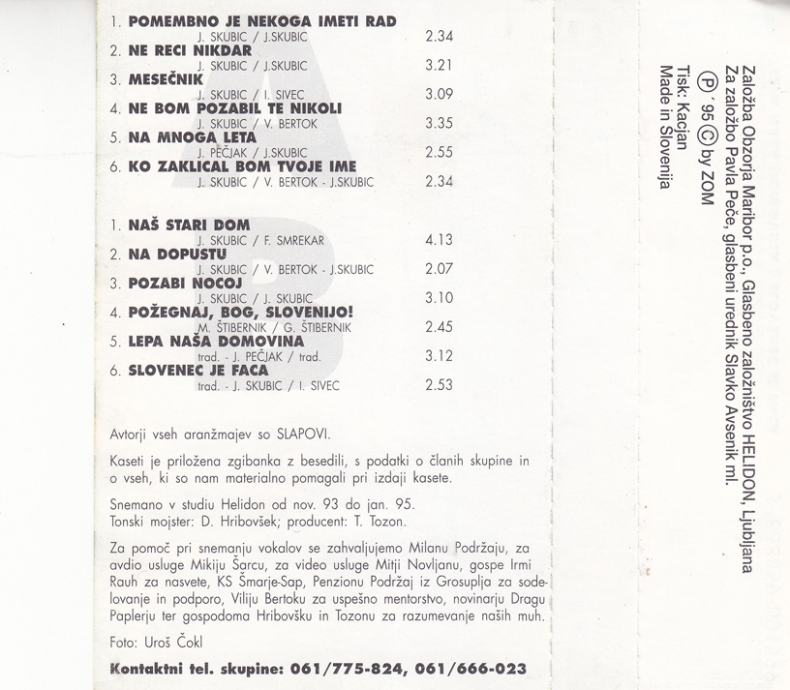 1. POMEMBNO JE NEKOGA IMETI RAD
J. SKUBIC / J.SKUBIC 2.34
2. NE RECI NIKDAR
J. SKUBIC / J.SKUBIC 3.21
3. MESEČNIK
J. SKUBIC / I. SIVEC 3.09
4. NE BOM POZABIL TE NIKOLI
J. SKUBIC / V. BERTOK 3.35
5. NA MNOGA LETA
J. PEČJAK / J.SKUBIC 2.55
6. KO ZAKLICAL BOM TVOJE IME
J. SKUBIC / V. BERTOK - J.SKUBIC 2.34
A
1. NAŠ STARI DOM
J. SKUBIC / F. SMREKAR 4.13
2. NA DOPUSTU
J. SKUBIC / V. BERTOK - J.SKUBIC 2.07
3. POZABI NOCOJ
J. SKUBIC / J. SKUBIC 3.10
4. POŽEGNAJ, BOG, SLOVENIJO!
M. ŠTIBERNIK / G. ŠTIBERNIK 2.45
5. LEPA NAŠA DOMOVINA
trad. - J. PEČJAK / trad. 3.12
6. SLOVENEC JE FACA
trad. - J. SKUBIC / I. SIVEC 2.53
B
Avtorji vseh aranžmajev so SLAPOVI.
Kaseti je priložena zgibanka z besedili, s podatki o članih skupine in
o vseh, ki so nam materialno pomagali pri izdaji kasete.
Snemano v studiu Helidon od nov. 93 do jan. 95.
Tonski mojster: D. Hribovšek; producent: T. Tozon.
Za pomoč pri snemanju vokalov se zahvaljujemo Milanu Podržaju, za
avdio usluge Mikiju Šarcu, za video usluge Mitji Novljanu, gospe Irmi
Rauh za nasvete, KS Šmarje-Sap, Penzionu Podržaj iz Grosuplja za sode-
lovanje in podporo, Viliju Bertoku za uspešno mentorstvo, novinarju Dragu
Paplerju ter gospodoma Hribovšku in Tozonu za razumevanje naših muh.
Foto: Uroš Čokl
Kontaktni tel. skupine: 061/775-824, 061/666-023
Založba Obzorja Maribor p.o., Glasbeno založništvo HELIDON, Ljubljana
Za založbo Pavla Peče, glasbeni urednik Slavko Avsenik ml.
Ⓟ '95 © by ZOM
Tisk: Kacjan
Made in Slovenija